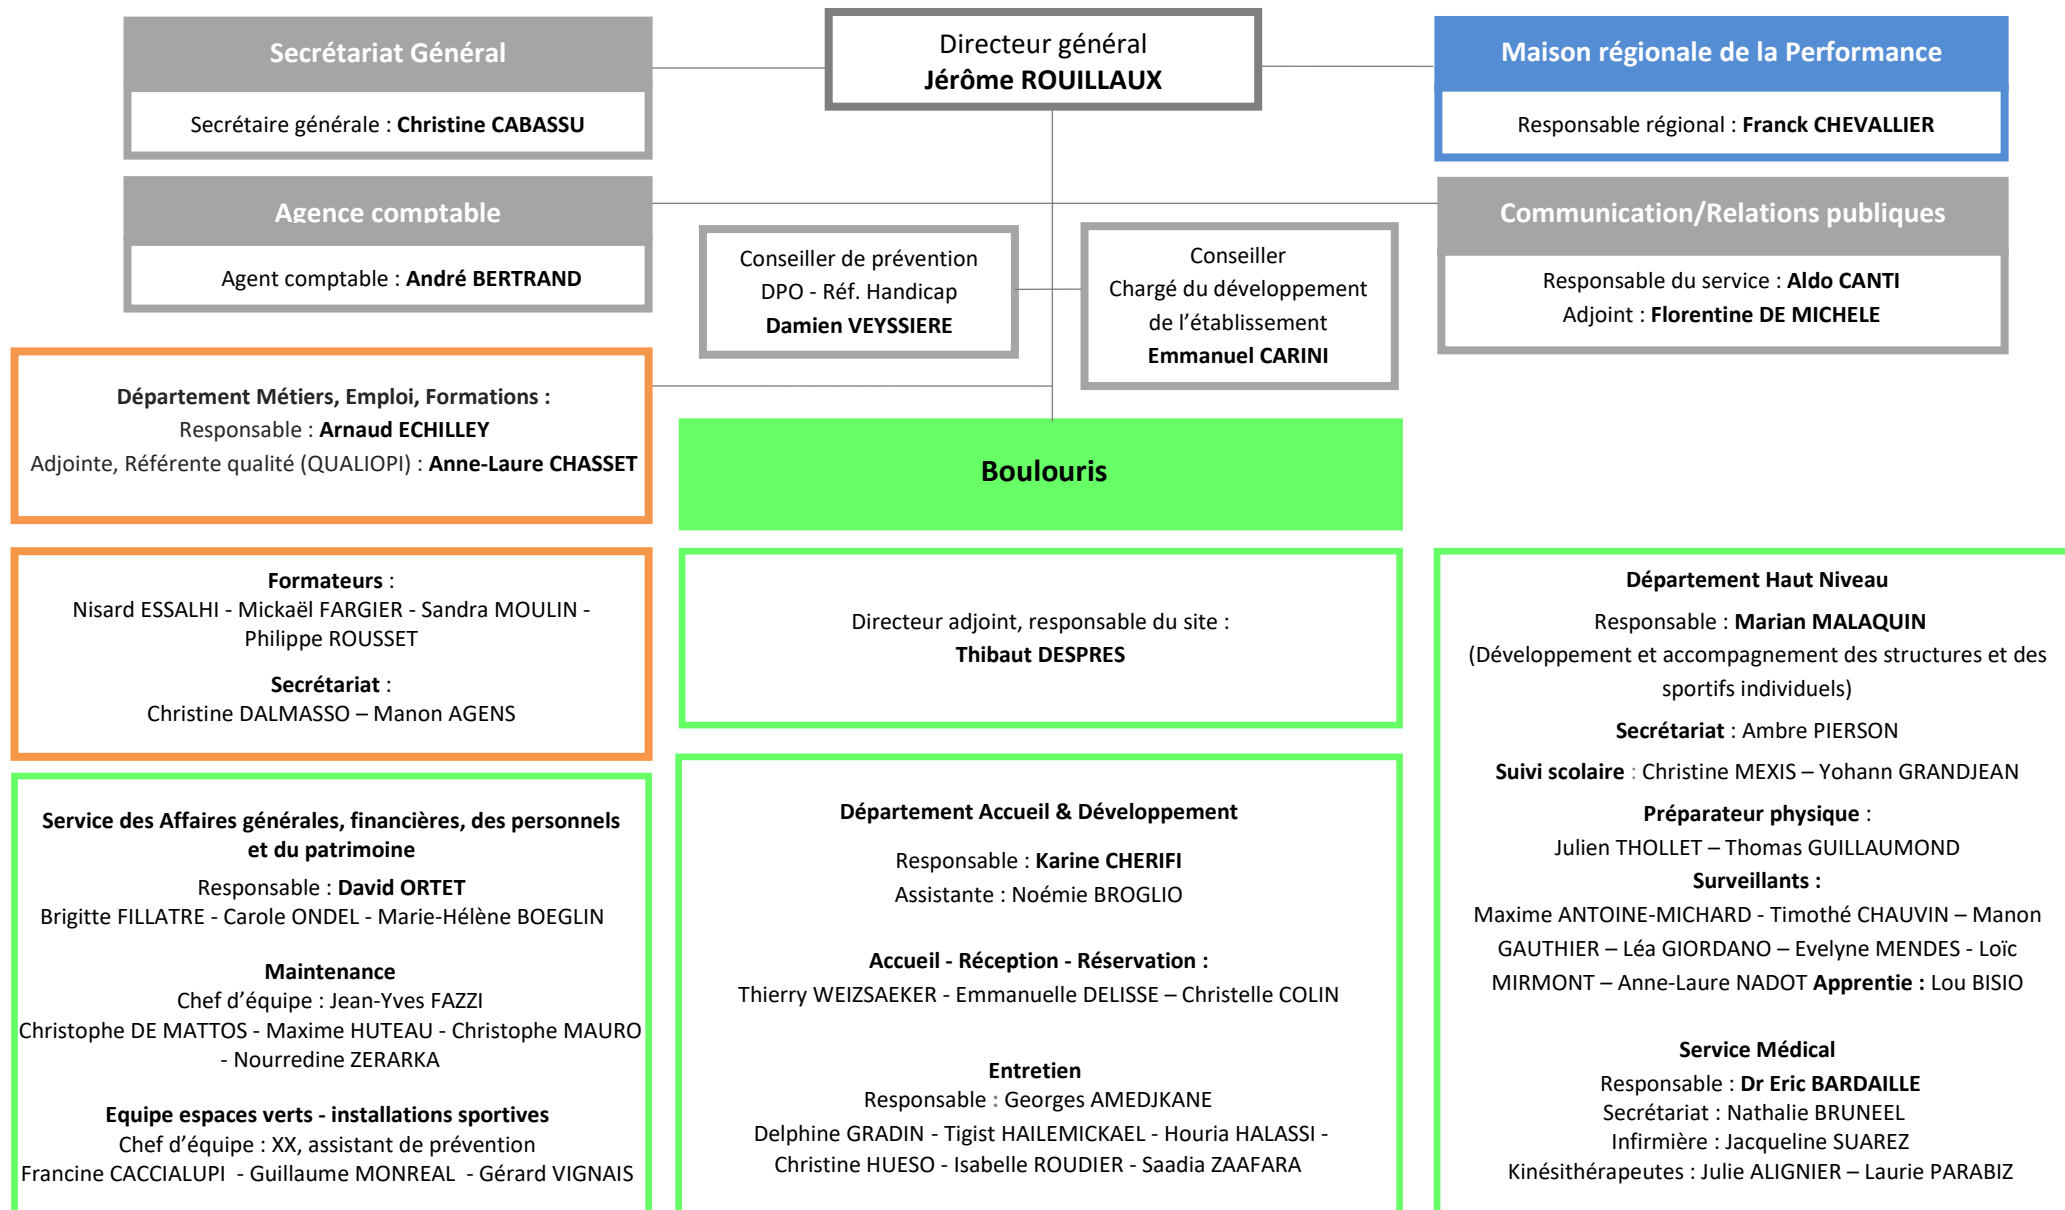 Secrétariat Général
Secrétaire générale : Christine CABASSU
Directeur général
Jérôme ROUILLAUX
Maison régionale de la Performance
Responsable régional : Franck CHEVALLIER
Agence comptable
Agent comptable : André BERTRAND
Conseiller de prévention
DPO - Réf. Handicap
Damien VEYSSIERE
Conseiller
Chargé du développement
de l’établissement
Emmanuel CARINI
Communication/Relations publiques
Responsable du service : Aldo CANTI
Adjoint : Florentine DE MICHELE
Département Métiers, Emploi, Formations :
Responsable : Arnaud ECHILLEY
Adjointe, Référente qualité (QUALIOPI) : Anne-Laure CHASSET
Boulouris
Formateurs :
Nisard ESSALHI - Mickaël FARGIER - Sandra MOULIN -
Philippe ROUSSET
Secrétariat :
Christine DALMASSO – Manon AGENS
Directeur adjoint, responsable du site :
Thibaut DESPRES
Service des Affaires générales, financières, des personnels
et du patrimoine
Responsable : David ORTET
Brigitte FILLATRE - Carole ONDEL - Marie-Hélène BOEGLIN
Maintenance
Chef d’équipe : Jean-Yves FAZZI
Christophe DE MATTOS - Maxime HUTEAU - Christophe MAURO
- Nourredine ZERARKA
Equipe espaces verts - installations sportives
Chef d’équipe : XX, assistant de prévention
Francine CACCIALUPI - Guillaume MONREAL - Gérard VIGNAIS
Département Accueil & Développement
Responsable : Karine CHERIFI
Assistante : Noémie BROGLIO
Accueil - Réception - Réservation :
Thierry WEIZSAEKER - Emmanuelle DELISSE – Christelle COLIN
Entretien
Responsable : Georges AMEDJKANE
Delphine GRADIN - Tigist HAILEMICKAEL - Houria HALASSI -
Christine HUESO - Isabelle ROUDIER - Saadia ZAAFARA
Département Haut Niveau
Responsable : Marian MALAQUIN
(Développement et accompagnement des structures et des
sportifs individuels)
Secrétariat : Ambre PIERSON
Suivi scolaire : Christine MEXIS – Yohann GRANDJEAN
Préparateur physique :
Julien THOLLET – Thomas GUILLAUMOND
Surveillants :
Maxime ANTOINE-MICHARD - Timothé CHAUVIN – Manon
GAUTHIER – Léa GIORDANO – Evelyne MENDES - Loïc
MIRMONT – Anne-Laure NADOT Apprentie : Lou BISIO
Service Médical
Responsable : Dr Eric BARDAILLE
Secrétariat : Nathalie BRUNEEL
Infirmière : Jacqueline SUAREZ
Kinésithérapeutes : Julie ALIGNIER – Laurie PARABIZ